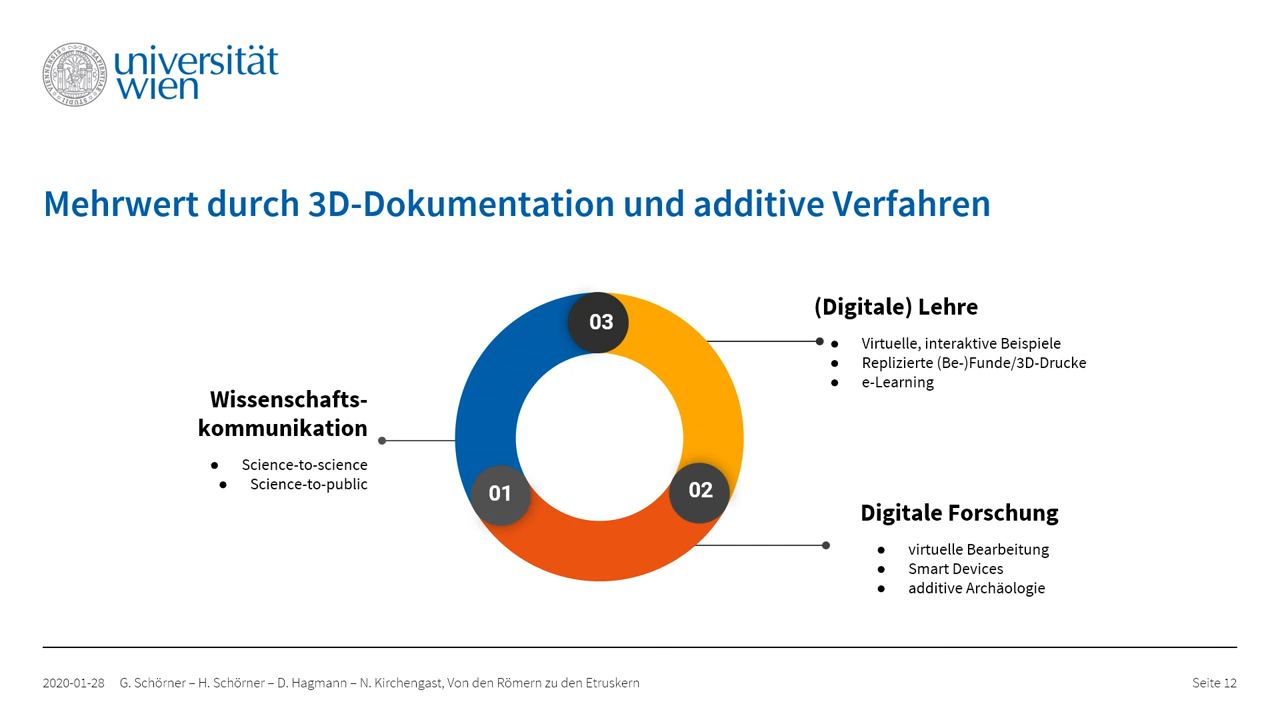 universität
wien
Mehrwert durch 3D-Dokumentation und additive Verfahren
03
(Digitale) Lehre
● Virtuelle, interaktive Beispiele
● Replizierte (Be-)Funde/3D-Drucke
● e-Learning
Wissenschafts-
kommunikation
● Science-to-science
● Science-to-public
01
02
Digitale Forschung
● virtuelle Bearbeitung
● Smart Devices
● additive Archäologie
2020-01-28 G. Schörner – H. Schörner – D. Hagmann – N. Kirchengast, Von den Römern zu den Etruskern
Seite 12